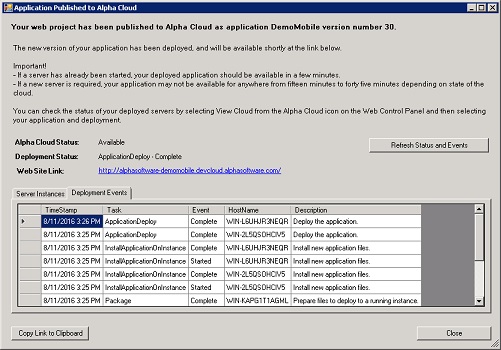 Application Published to Alpha Cloud
Your web project has been published to Alpha Cloud as application DemoMobile version number 30.
The new version of your application has been deployed, and will be available shortly at the link below.
Important!
- If a server has already been started, your deployed application should be available in a few minutes.
- If a new server is required, your application may not be available for anywhere from fifteen minutes to forty five minutes depending on state of the
cloud.
You can check the status of your deployed servers by selecting View Cloud from the Alpha Cloud icon on the Web Control Panel and then selecting
your application and deployment.
Alpha Cloud Status: Available
Refresh Status and Events
Deployment Status: ApplicationDeploy - Complete
Web Site Link: http://alphasoftware-demomobile.devcloud.alphasoftware.com/
Server Instances Deployment Events
TimeStamp Task Event HostName Description
8/11/2016 3:26 PM ApplicationDeploy Complete WIN-L6UHJR3NEQR Deploy the application.
8/11/2016 3:25 PM ApplicationDeploy Complete WIN-2L5QSOHCIV5 Deploy the application.
8/11/2016 3:25 PM InstallApplicationOnInstance Complete WIN-L6UHJR3NEQR Install new application files.
8/11/2016 3:25 PM InstallApplicationOnInstance Started WIN-L6UHJR3NEQR Install new application files.
8/11/2016 3:25 PM InstallApplicationOnInstance Complete WIN-2L5QSOHCIV5 Install new application files.
8/11/2016 3:25 PM InstallApplicationOnInstance Started WIN-2L5QSOHCIV5 Install new application files.
8/11/2016 3:25 PM Package Complete WIN-KAPG1T1AGML Prepare files to deploy to a running instance.
Copy Link to Clipboard
Close